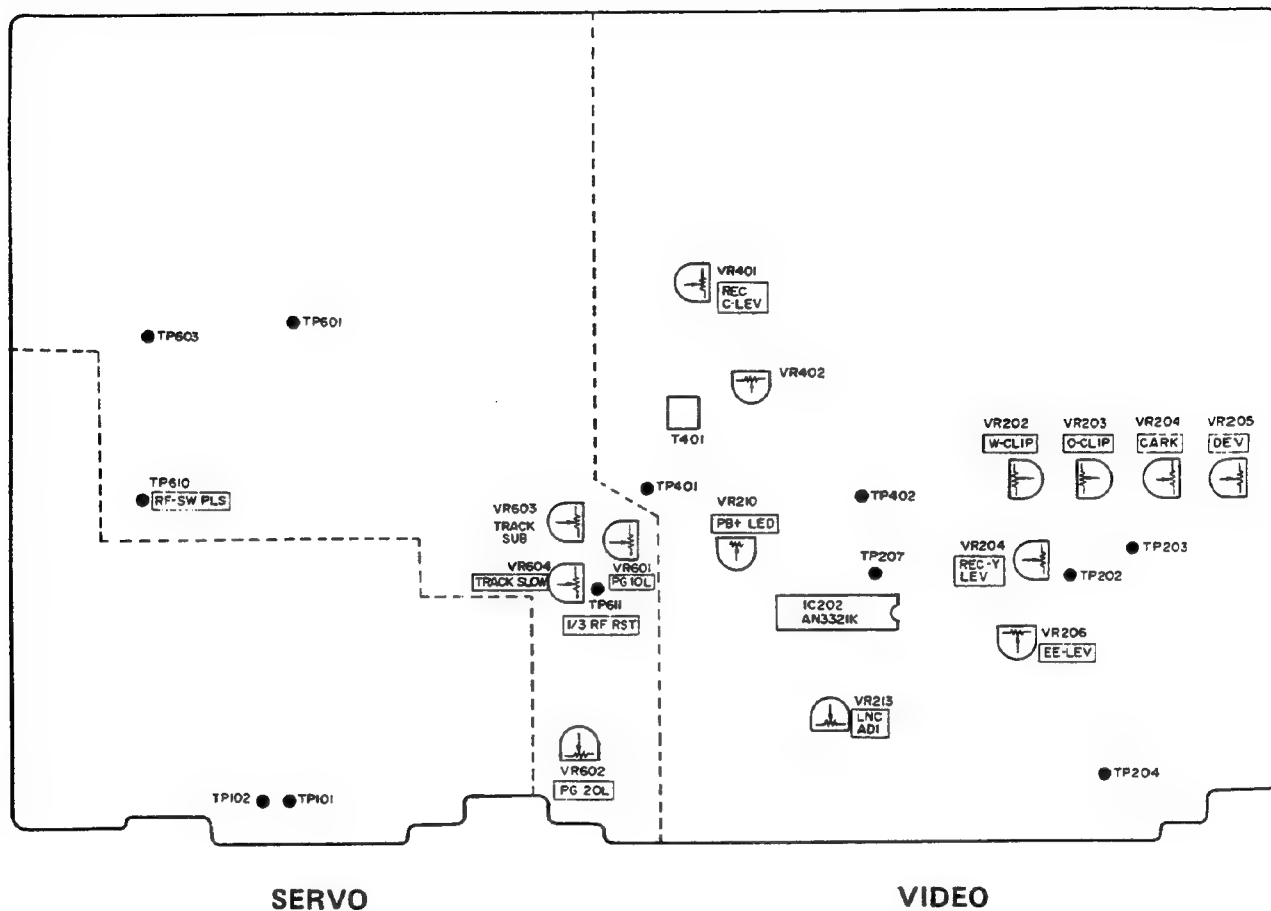 VR401
REC
C-LEV
TP603
TP601
VR402
T401
VR202
W-CLIP
VR203
O-CLIP
VR204
CARK
VR205
DEV
TP610
RF-SW PLS
TP401
TP402
VR603
TRACK
SUB
VR210
PB+ LED
VR604
TRACK SLOW
VR601
PG 10L
TP611
1/3 RF RST
TP207
VR204
REC-Y
LEV
TP202
TP203
IC202
AN3321K
VR206
EE-LEV
VR213
LNC
ADI
VR602
PG 20L
TP204
TP102
TP101
SERVO
VIDEO